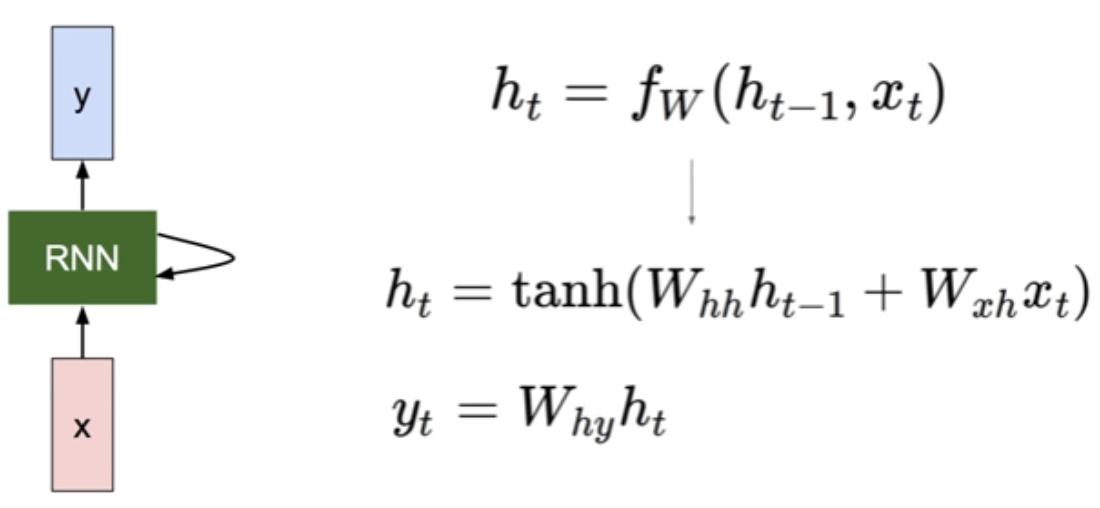 y
RNN
x
h_t = f_W(h_{t-1}, x_t)
h_t = tanh(W_{hh}h_{t-1} + W_{xh}x_t)
y_t = W_{hy}h_t